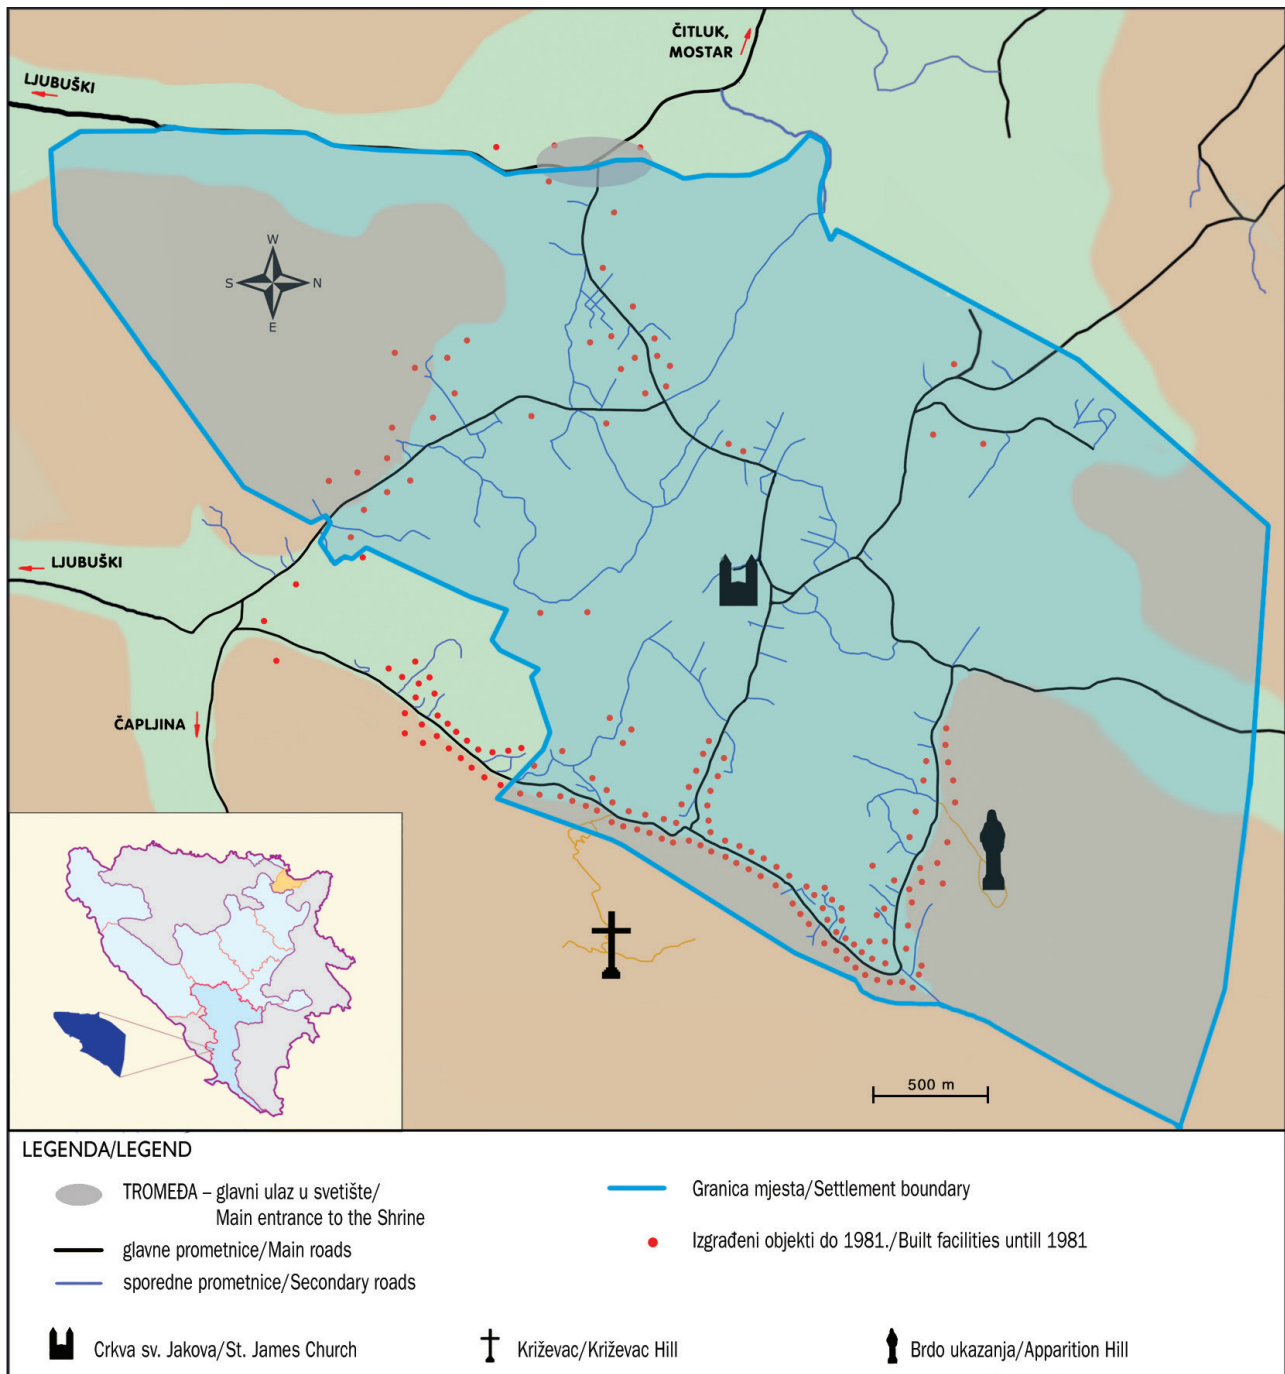 ČITLUK,
MOSTAR
LJUBUŠKI
W
S
N
E
LJUBUŠKI
ČAPLJINA
500 m
LEGENDA/LEGEND
TROMEĐA – glavni ulaz u svetište/
Main entrance to the Shrine
glavne prometnice/Main roads
sporedne prometnice/Secondary roads
Granica mjesta/Settlement boundary
Izgrađeni objekti do 1981./Built facilities untill 1981
Crkva sv. Jakova/St. James Church
Križevac/Križevac Hill
Brdo ukazanja/Apparition Hill